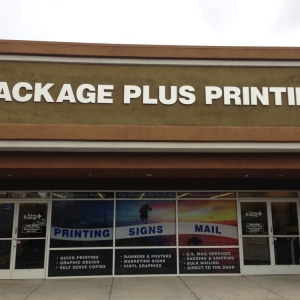 ACKAGE PLUS PRINTIN
PRINTING
SIGNS
MAIL
• QUICK PRINTING
• GRAPHIC DESIGN
• SELF SERVE COPIES
• BANNERS & POSTERS
• MARKETING SIGNS
• VINYL GRAPHICS
• U.S. MAIL SERVICES
• PACKING & SHIPPING
• BULK MAILING
• DIRECT TO THE DOOR